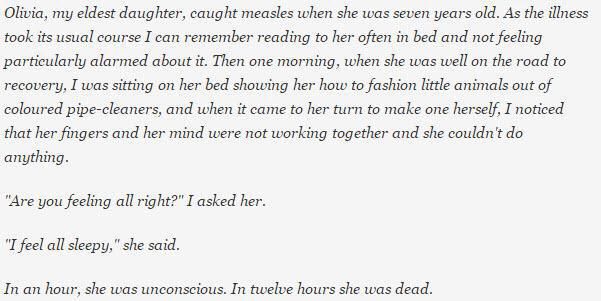 Olivia, my eldest daughter, caught measles when she was seven years old. As the illness
took its usual course I can remember reading to her often in bed and not feeling
particularly alarmed about it. Then one morning, when she was well on the road to
recovery, I was sitting on her bed showing her how to fashion little animals out of
coloured pipe-cleaners, and when it came to her turn to make one herself, I noticed
that her fingers and her mind were not working together and she couldn't do
anything.
"Are you feeling all right?" I asked her.
"I feel all sleepy," she said.
In an hour, she was unconscious. In twelve hours she was dead.